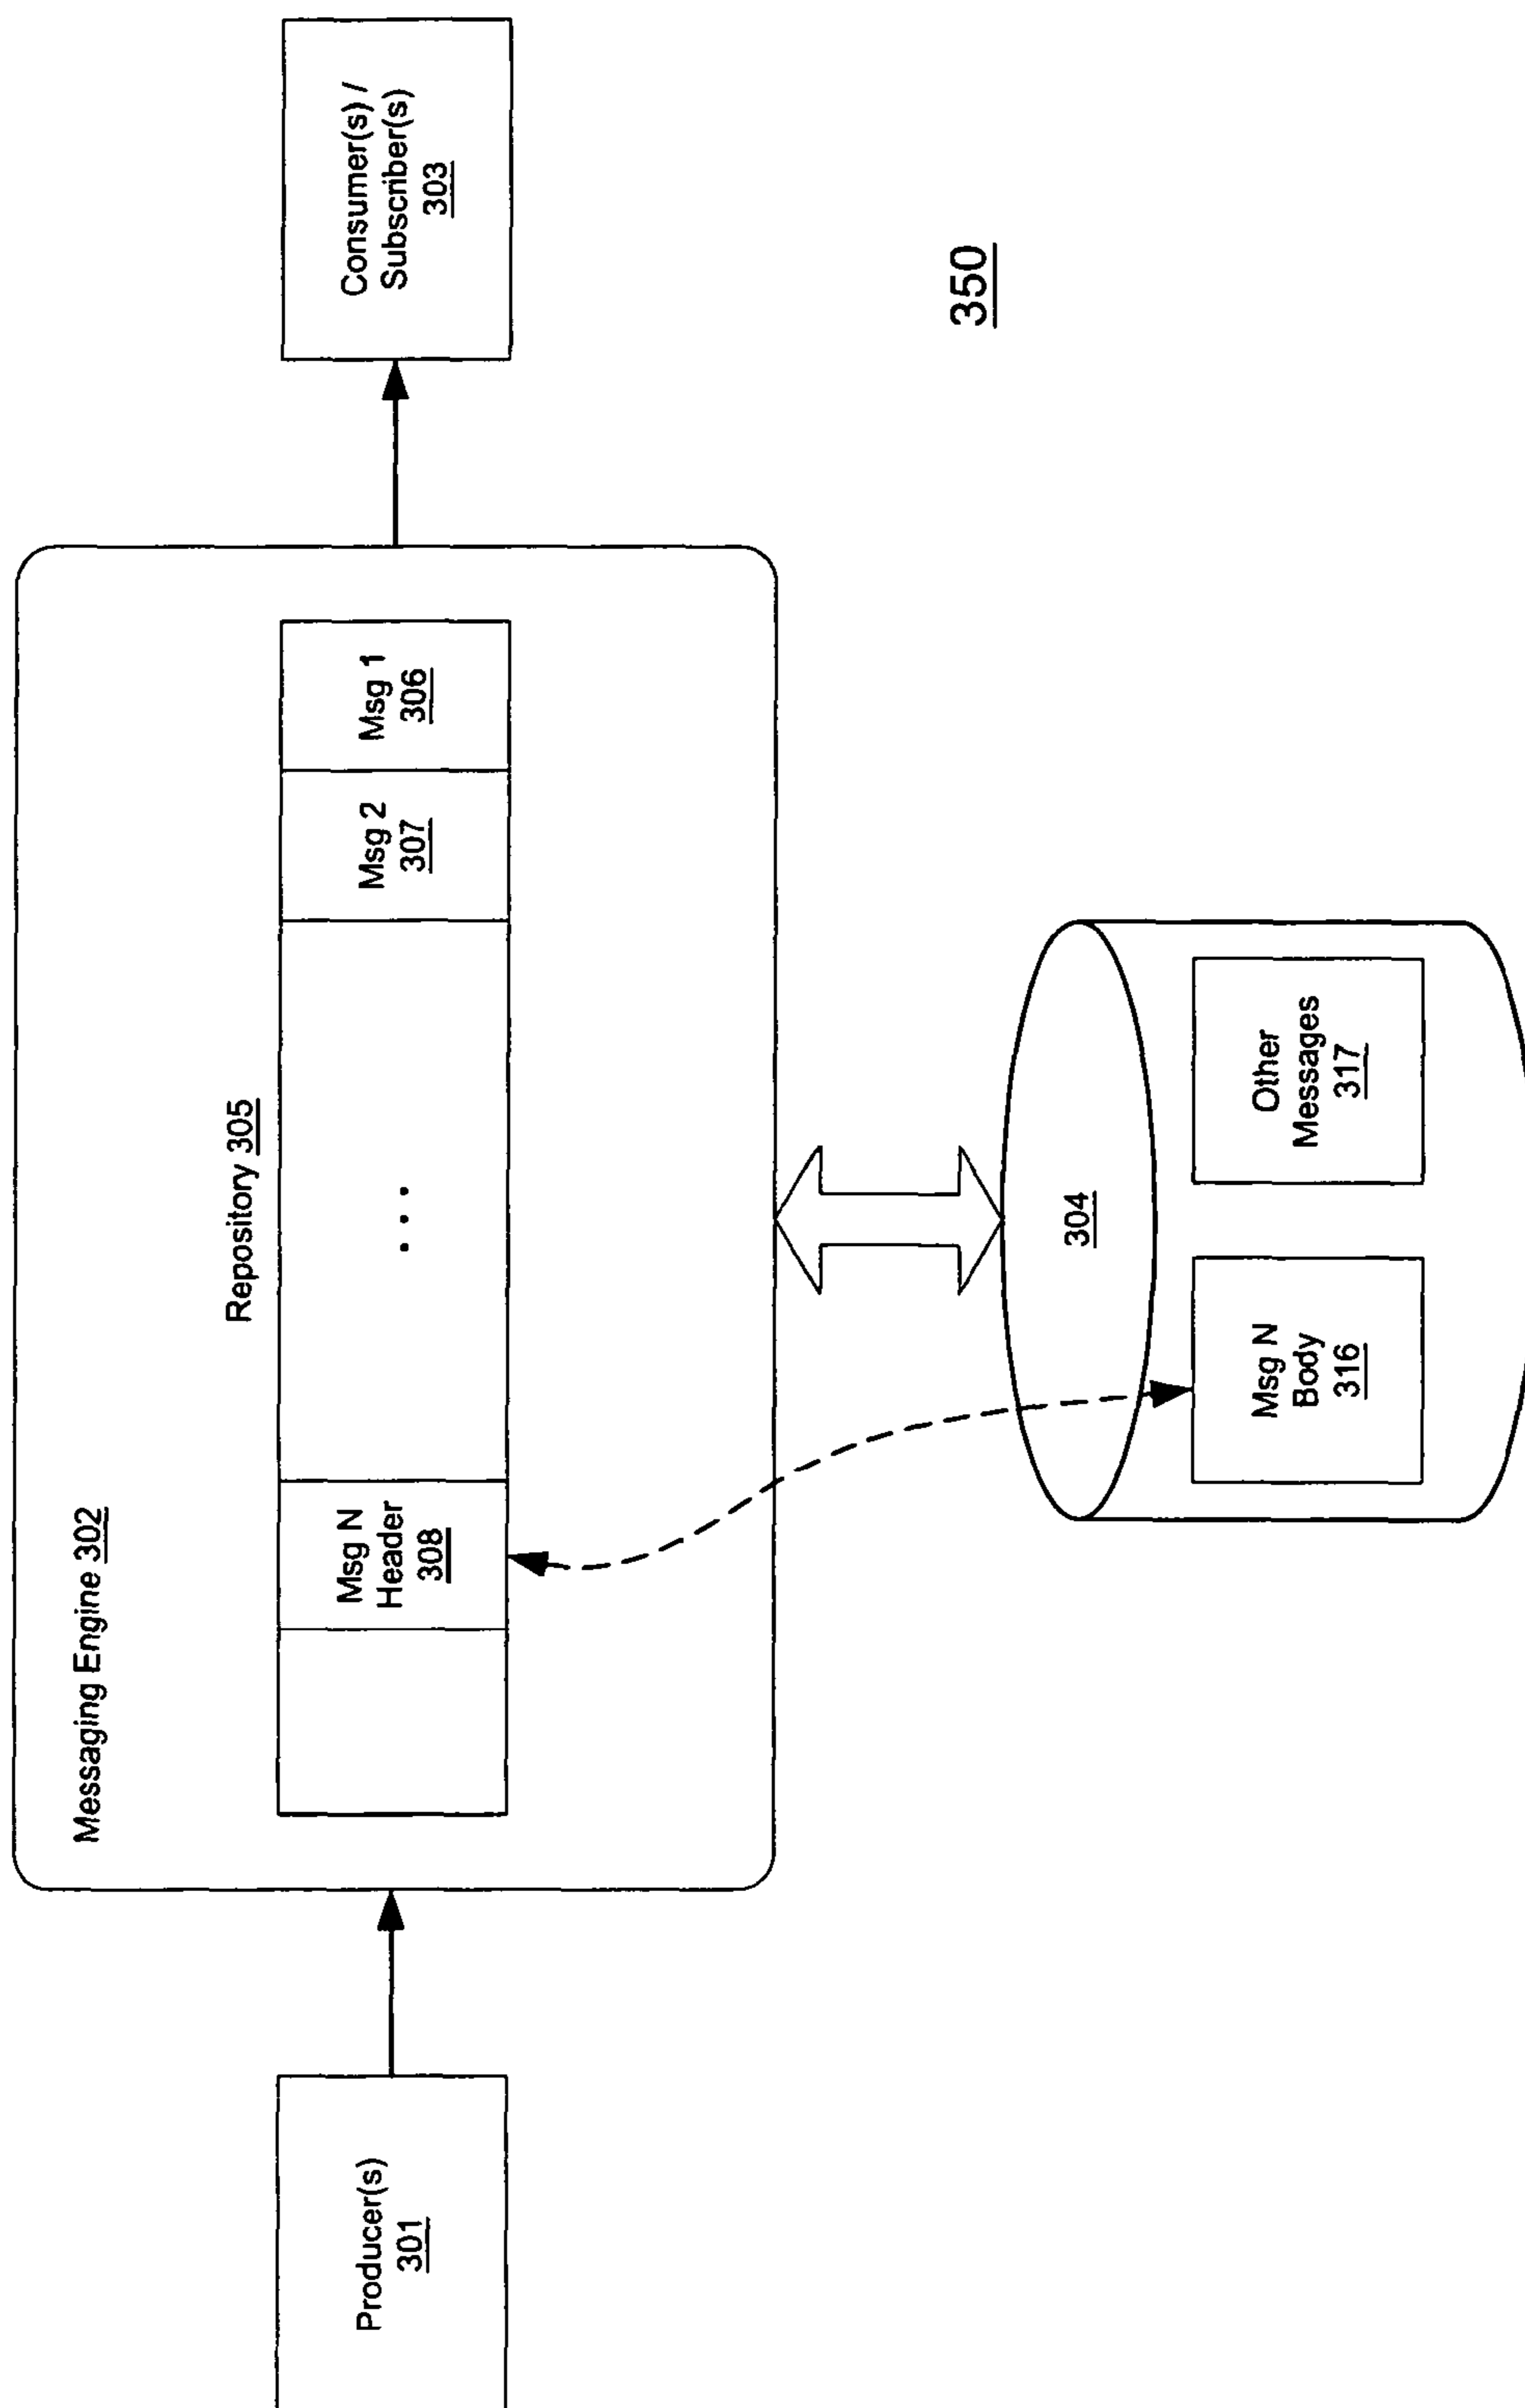 Messaging Engine 302
Repository 305
Producer(s)
301
Msg N
Header
308
...
Msg 2
307
Msg 1
306
Consumer(s) /
Subscriber(s)
303
304
Msg N
Body
316
Other
Messages
317
350